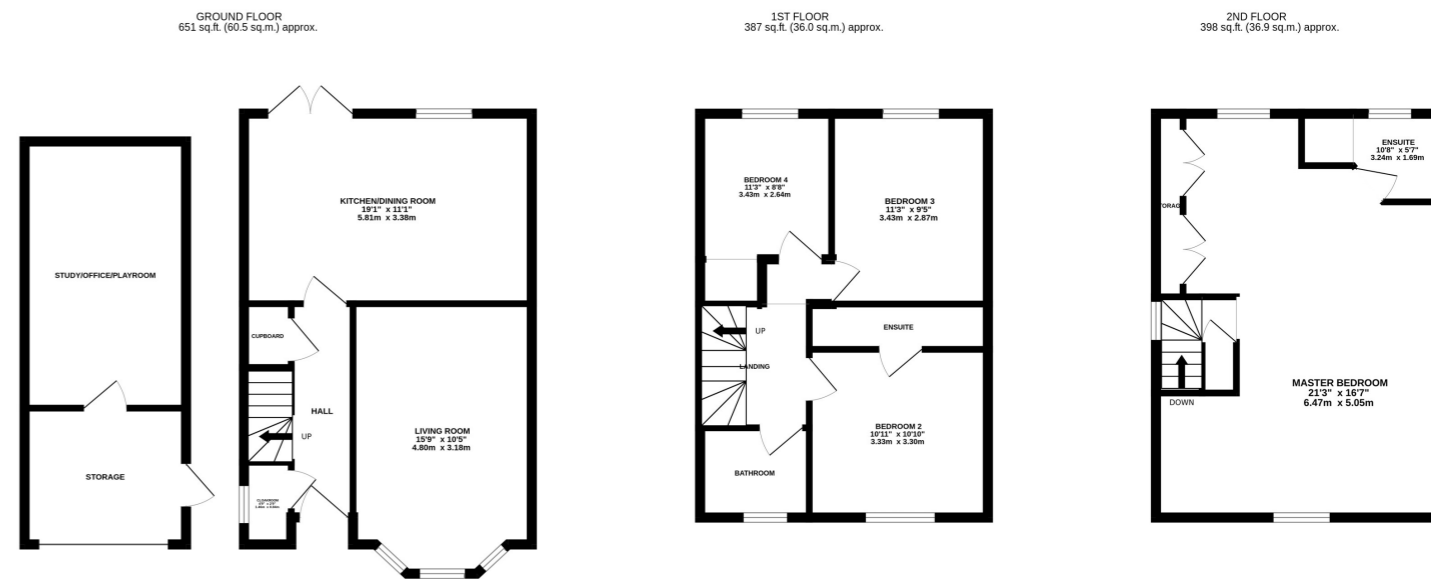 GROUND FLOOR
651 sq.ft. (60.5 sq.m.) approx.
KITCHEN/DINING ROOM
19'1" x 11'1"
5.81m x 3.38m
STUDY/OFFICE/PLAYROOM
CUPBOARD
HALL
UP
LIVING ROOM
15'9" x 10'5"
4.80m x 3.18m
STORAGE
CLOAKROOM
1ST FLOOR
387 sq.ft. (36.0 sq.m.) approx.
BEDROOM 4
11'3" x 8'8"
3.43m x 2.64m
BEDROOM 3
11'3" x 9'5"
3.43m x 2.87m
UP
ENSUITE
LANDING
BEDROOM 2
10'11" x 10'10"
3.33m x 3.30m
BATHROOM
2ND FLOOR
398 sq.ft. (36.9 sq.m.) approx.
ENSUITE
10'8" x 5'7"
3.24m x 1.69m
TORAG
MASTER BEDROOM
21'3" x 16'7"
6.47m x 5.05m
DOWN